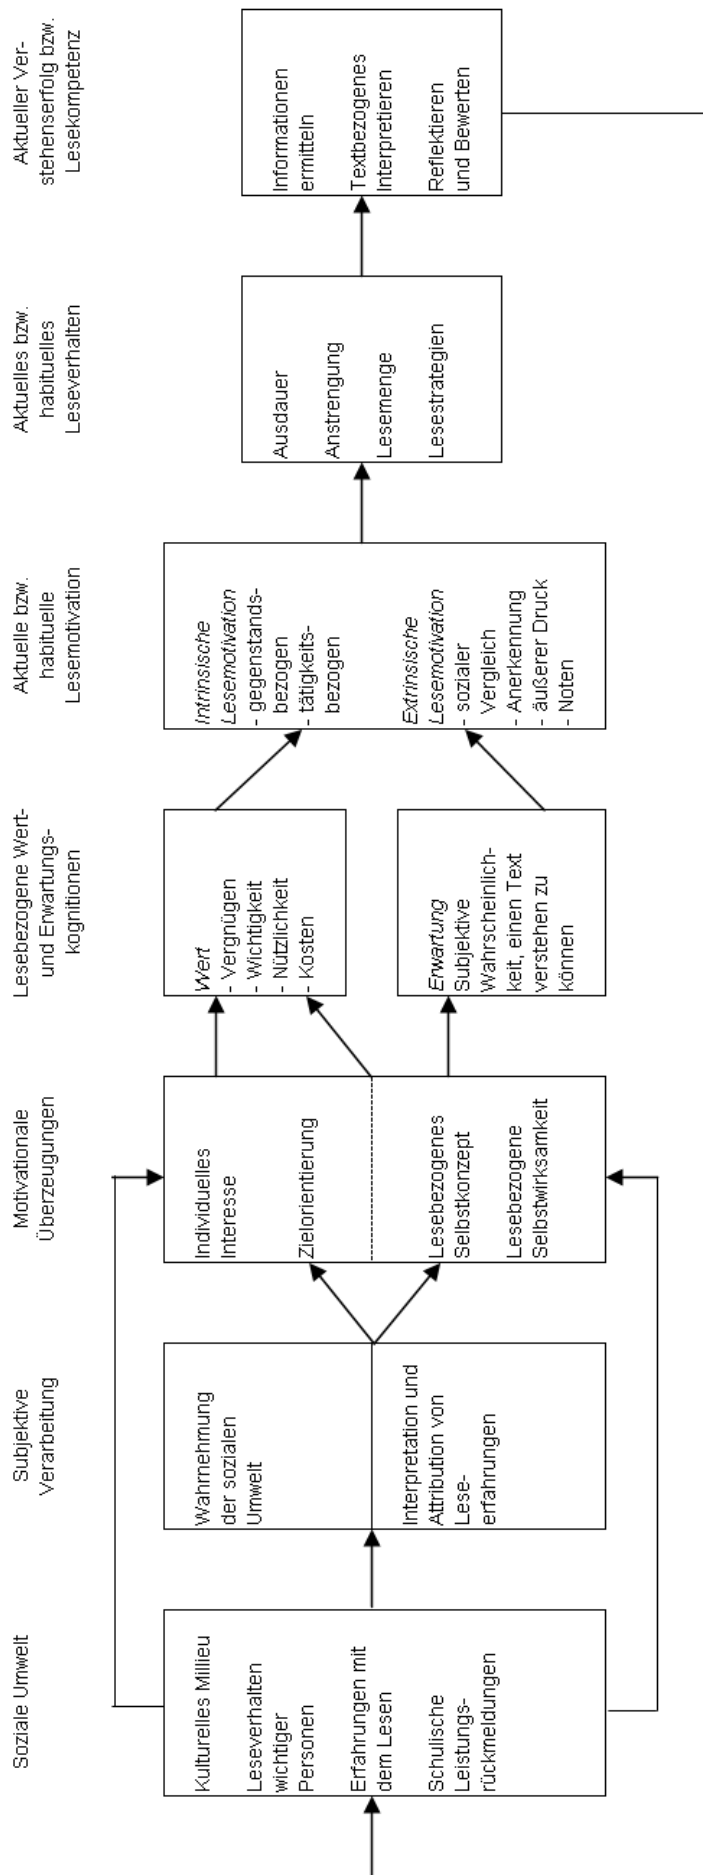 Soziale Umwelt
Kulturelles Millieu
Leseverhalten
wichtiger
Personen
Erfahrungen mit
dem Lesen
Schulische
Leistungs-
rückmeldungen
Subjektive
Verarbeitung
Wahrnehmung
der sozialen
Umwelt
Interpretation und
Attribution von
Lese-
erfahrungen
Motivationale
Überzeugungen
Individuelles
Interesse
Zielorientierung
Lesebezogenes
Selbstkonzept
Lesebezogene
Selbstwirksamkeit
Lesebezogene Wert-
und Erwartungs-
kognitionen
Wert
- Vergnügen
- Wichtigkeit
- Nützlichkeit
- Kosten
Erwartung
Subjektive
Wahrscheinlich-
keit, einen Text
verstehen zu
können
Aktuelle bzw.
habituelle
Lesemotivation
Intrinsische
Lesemotivation
- gegenstands-
bezogen
- tätigkeits-
bezogen
Extrinsische
Lesemotivation
- sozialer
Vergleich
- Anerkennung
- äußerer Druck
- Noten
Aktuelles bzw.
habituelles
Leseverhalten
Ausdauer
Anstrengung
Lesemenge
Lesestrategien
Aktueller Ver-
stehenserfolg bzw.
Lesekompetenz
Informationen
ermitteln
Textbezogenes
Interpretieren
Reflektieren
und Bewerten